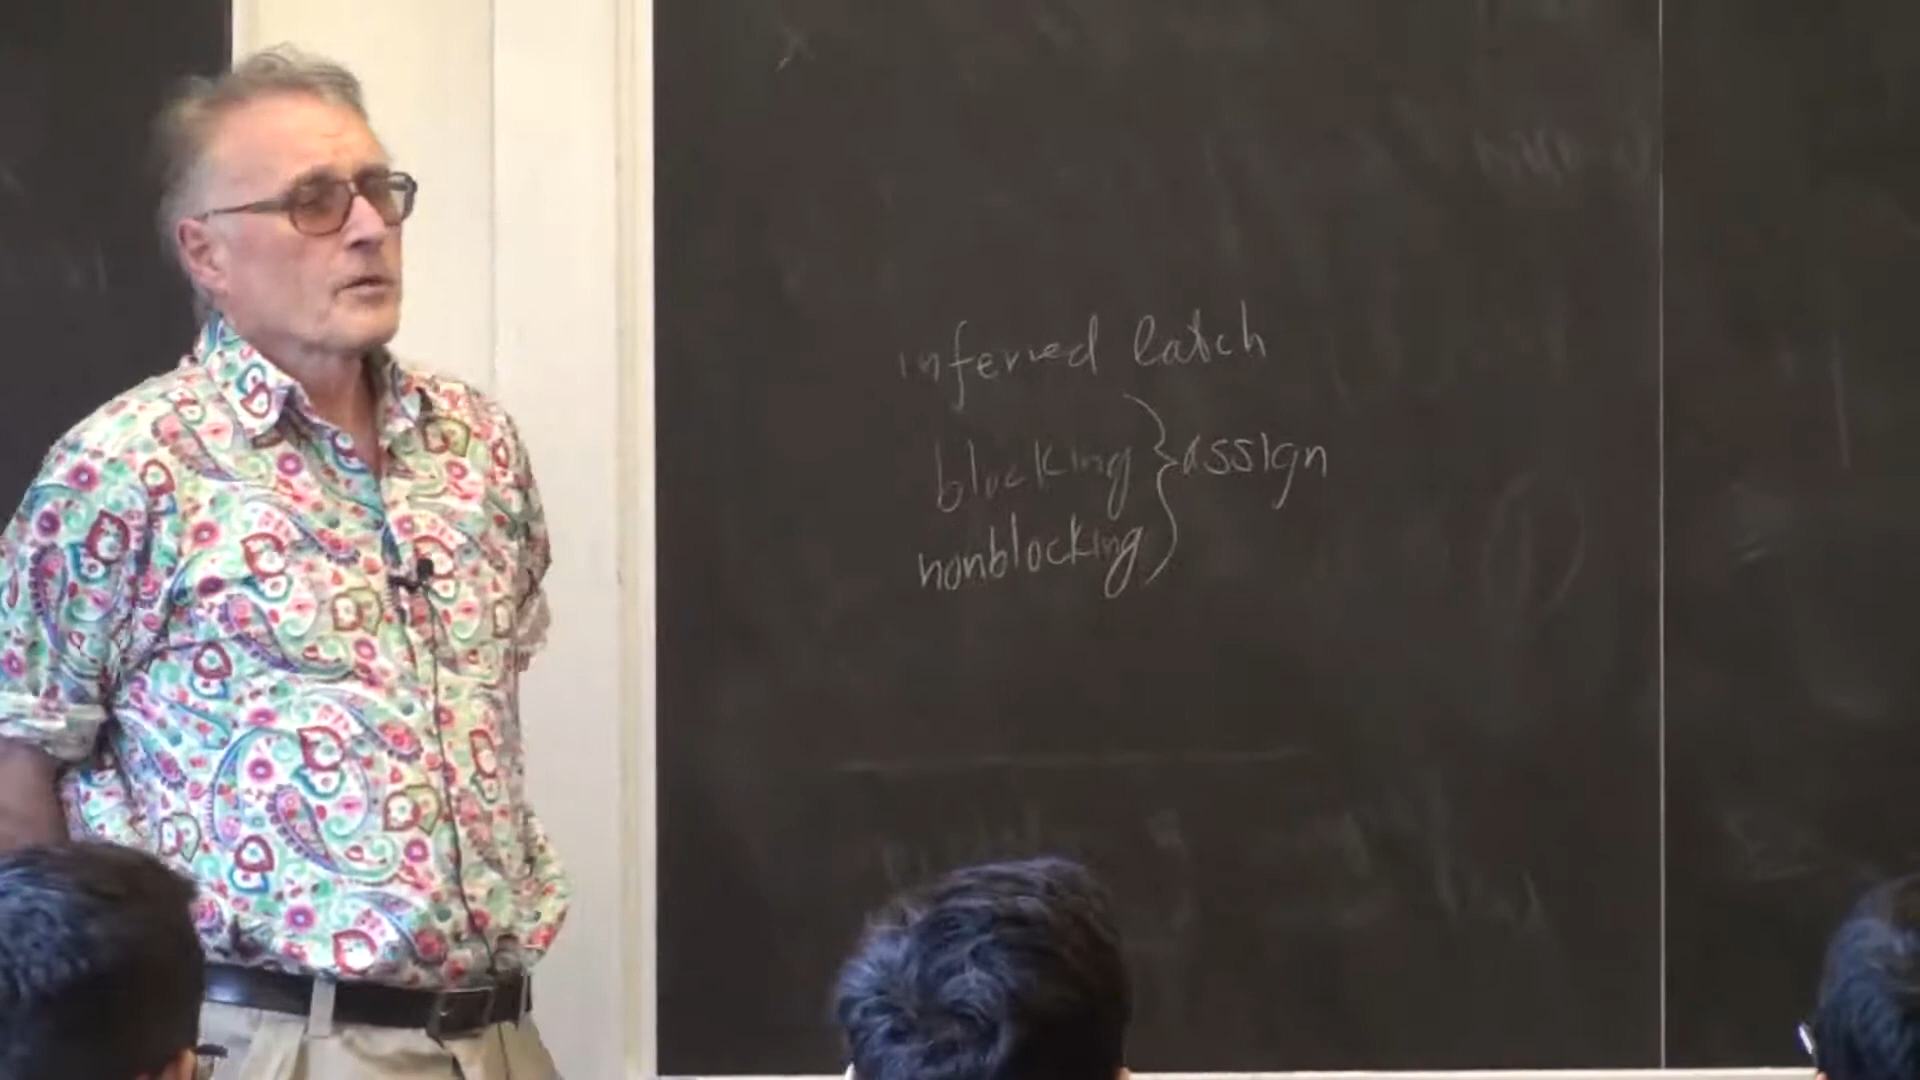 inferred latch
blocking } assign
nonblocking